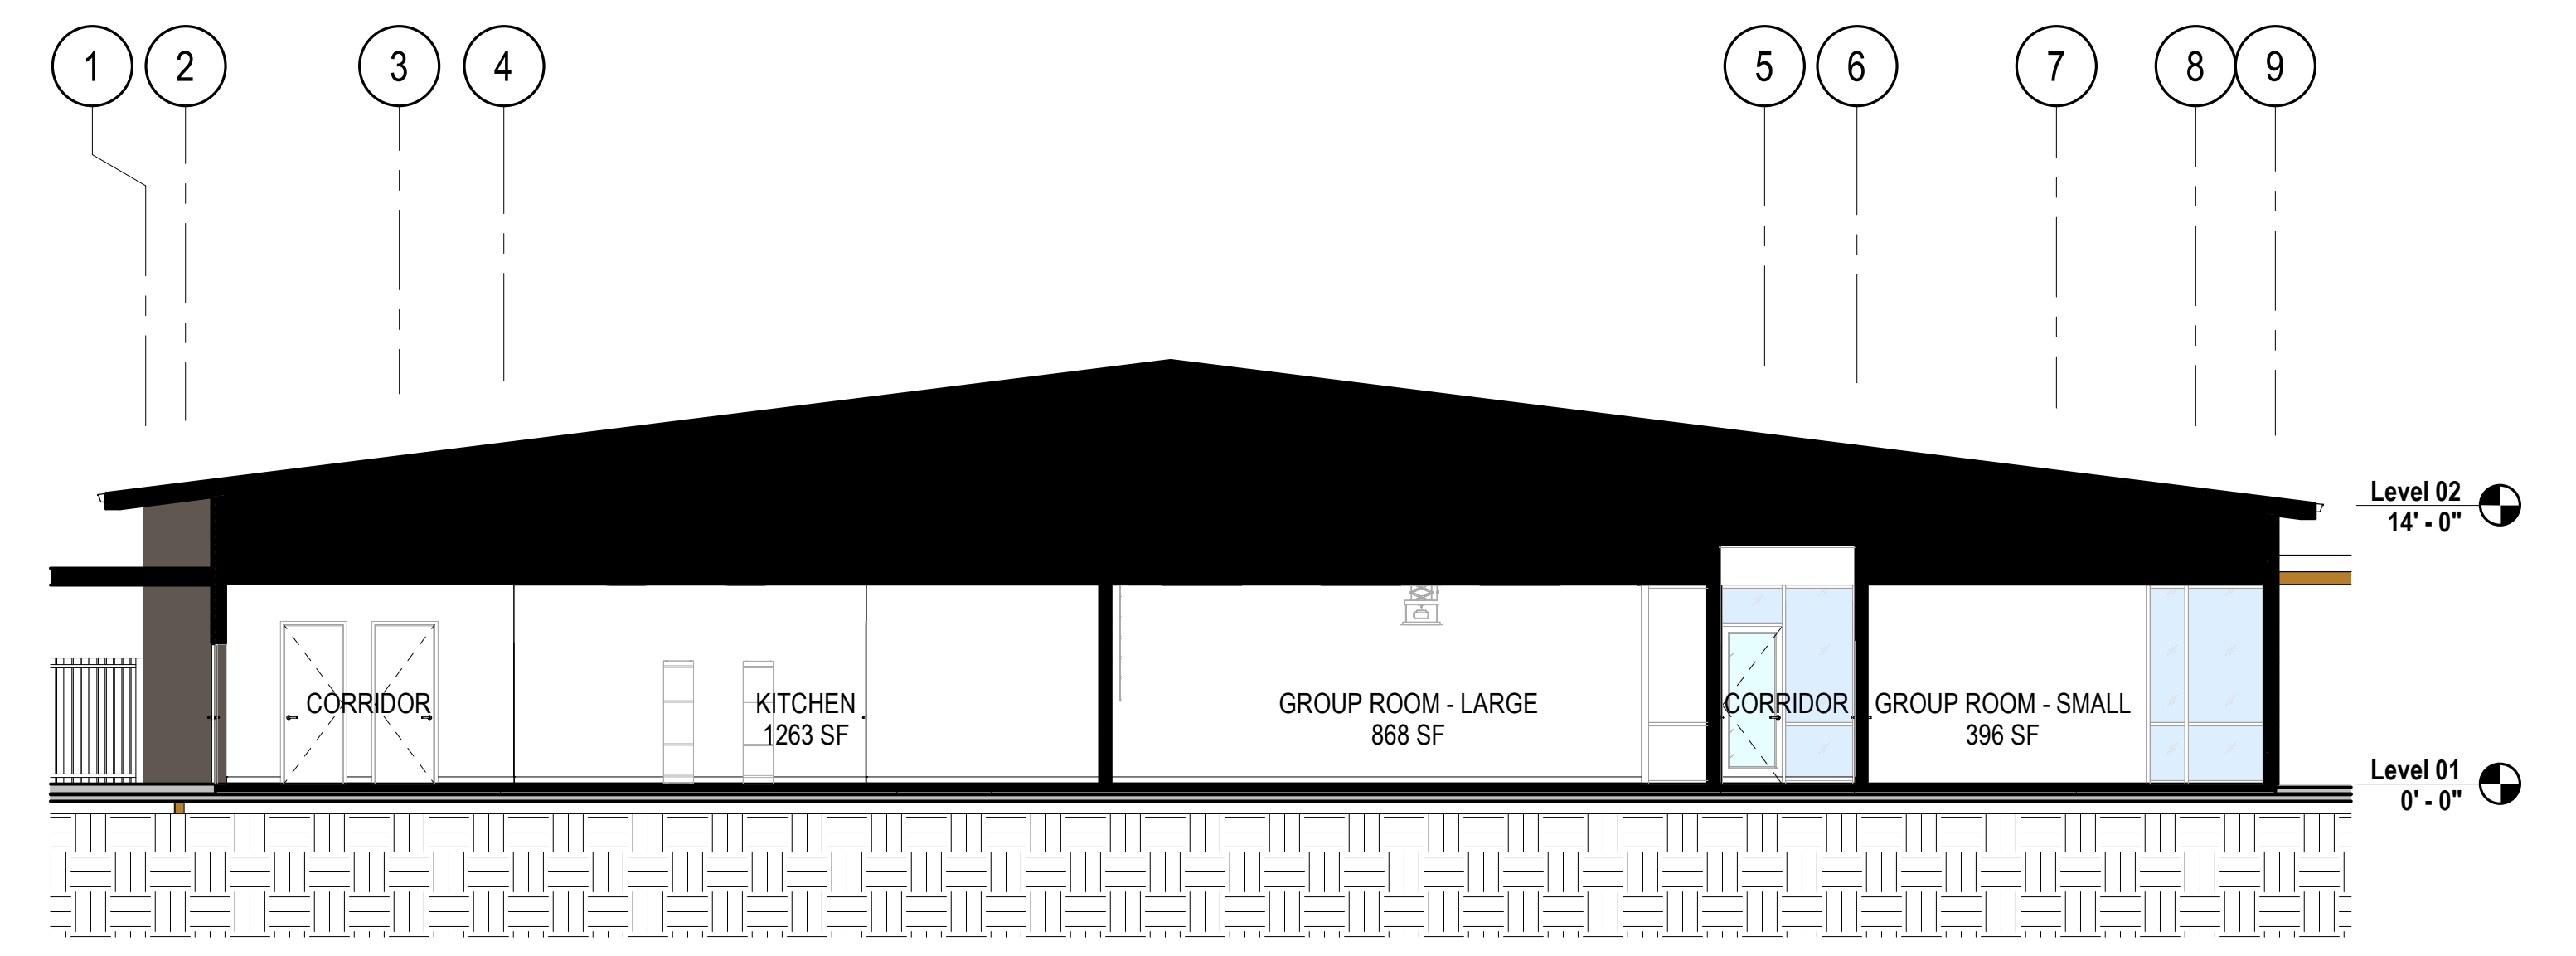 1 2 3 4 5 6 7 8 9
Level 02
14' - 0"
CORRIDOR
KITCHEN
1263 SF
GROUP ROOM - LARGE
868 SF
CORRIDOR
GROUP ROOM - SMALL
396 SF
Level 01
0' - 0"